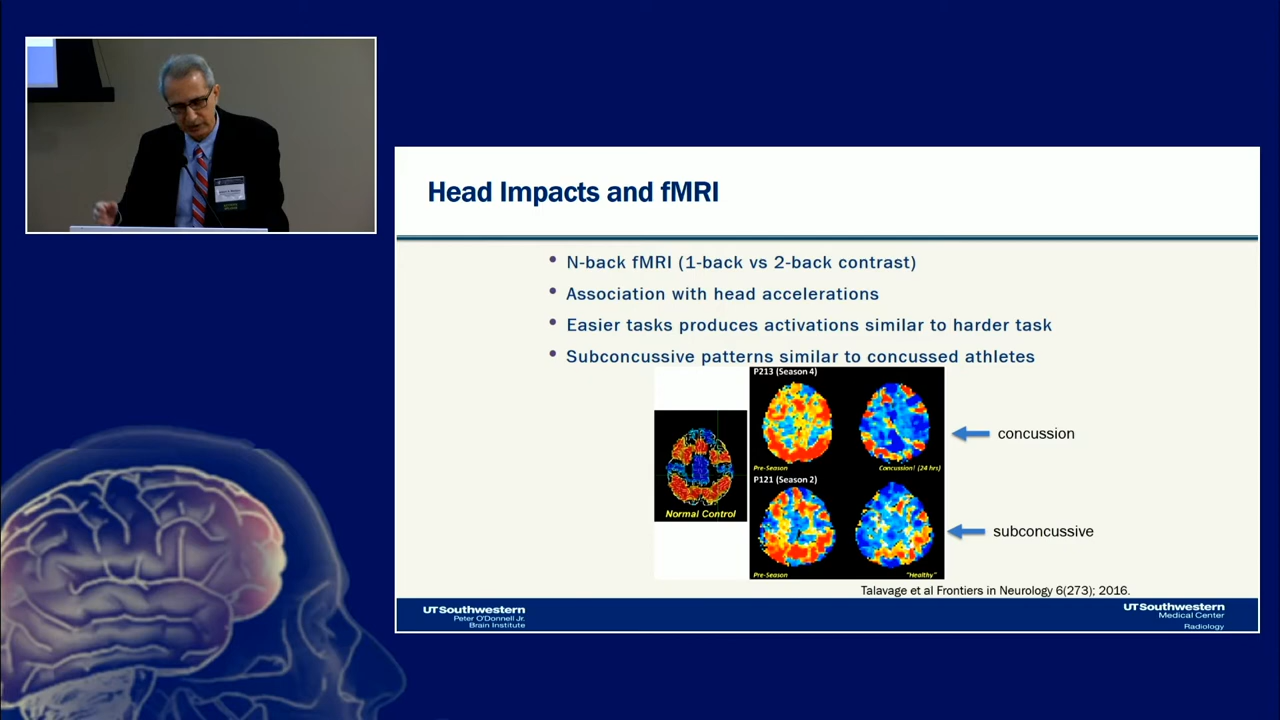 Head Impacts and fMRI
• N-back fMRI (1-back vs 2-back contrast)
• Association with head accelerations
• Easier tasks produces activations similar to harder task
• Subconcussive patterns similar to concussed athletes
P213 (Season 4)
Pre-Season
Concussion! (24 hrs)
concussion
Normal Control
P121 (Season 2)
Pre-Season
"Healthy"
subconcussive
Talavage et al Frontiers in Neurology 6(273); 2016.
UTSouthwestern
Peter O'Donnell Jr.
Brain Institute
UTSouthwestern
Medical Center
Radiology